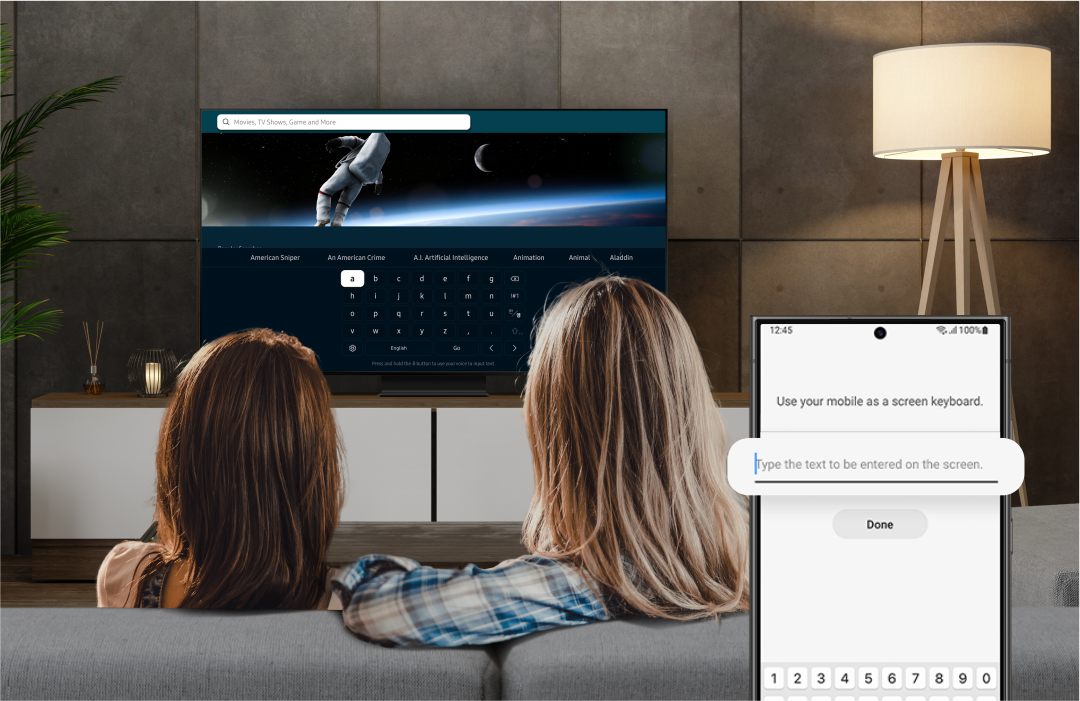 Movies, TV Shows, Game and More
American Sniper An American Crime A.I. Artificial Intelligence Animation Animal Aladdin
a b c d e f g
h i j k l m n !#1
o p q r s t u
v w x y z , .
English Go < >
Press and hold the button to use your voice to input text.
12:45 100%
Use your mobile as a screen keyboard.
Type the text to be entered on the screen.
Done
1 2 3 4 5 6 7 8 9 0